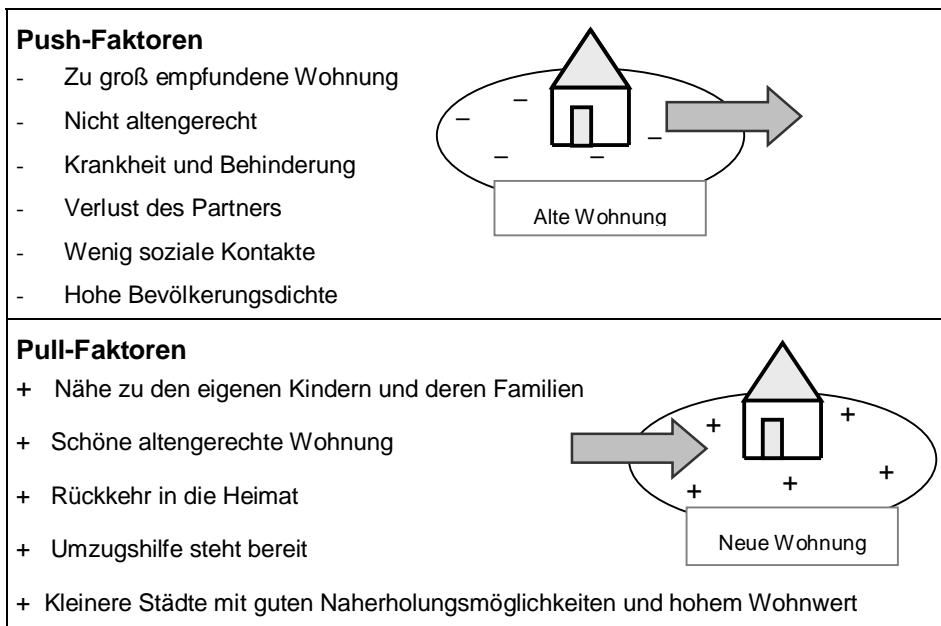 Push-Faktoren
- Zu groß empfundene Wohnung
- Nicht altengerecht
- Krankheit und Behinderung
- Verlust des Partners
- Wenig soziale Kontakte
- Hohe Bevölkerungsdichte
Alte Wohnung
Pull-Faktoren
+ Nähe zu den eigenen Kindern und deren Familien
+ Schöne altengerechte Wohnung
+ Rückkehr in die Heimat
+ Umzugshilfe steht bereit
+ Kleinere Städte mit guten Naherholungsmöglichkeiten und hohem Wohnwert
Neue Wohnung